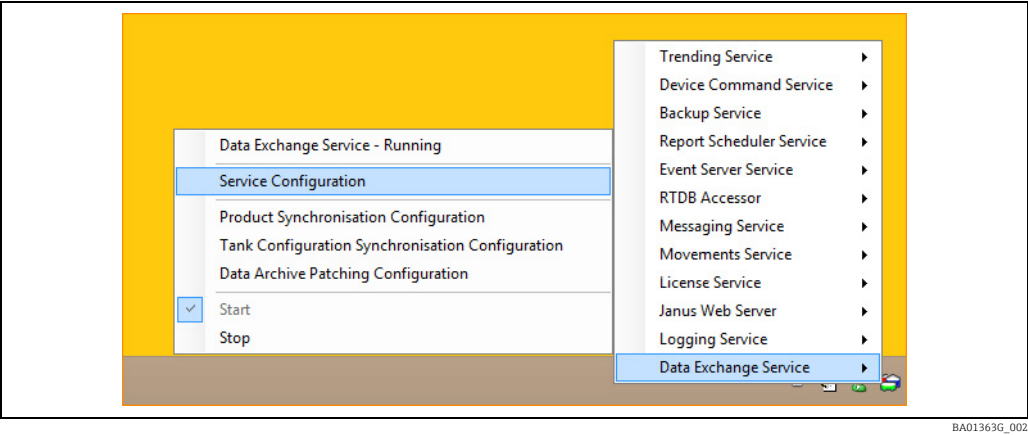 Trending Service
Device Command Service
Backup Service
Report Scheduler Service
Event Server Service
RTDB Accessor
Messaging Service
Movements Service
License Service
Janus Web Server
Logging Service
Data Exchange Service
Data Exchange Service - Running
Service Configuration
Product Synchronisation Configuration
Tank Configuration Synchronisation Configuration
Data Archive Patching Configuration
Start
Stop
BA01363G_002